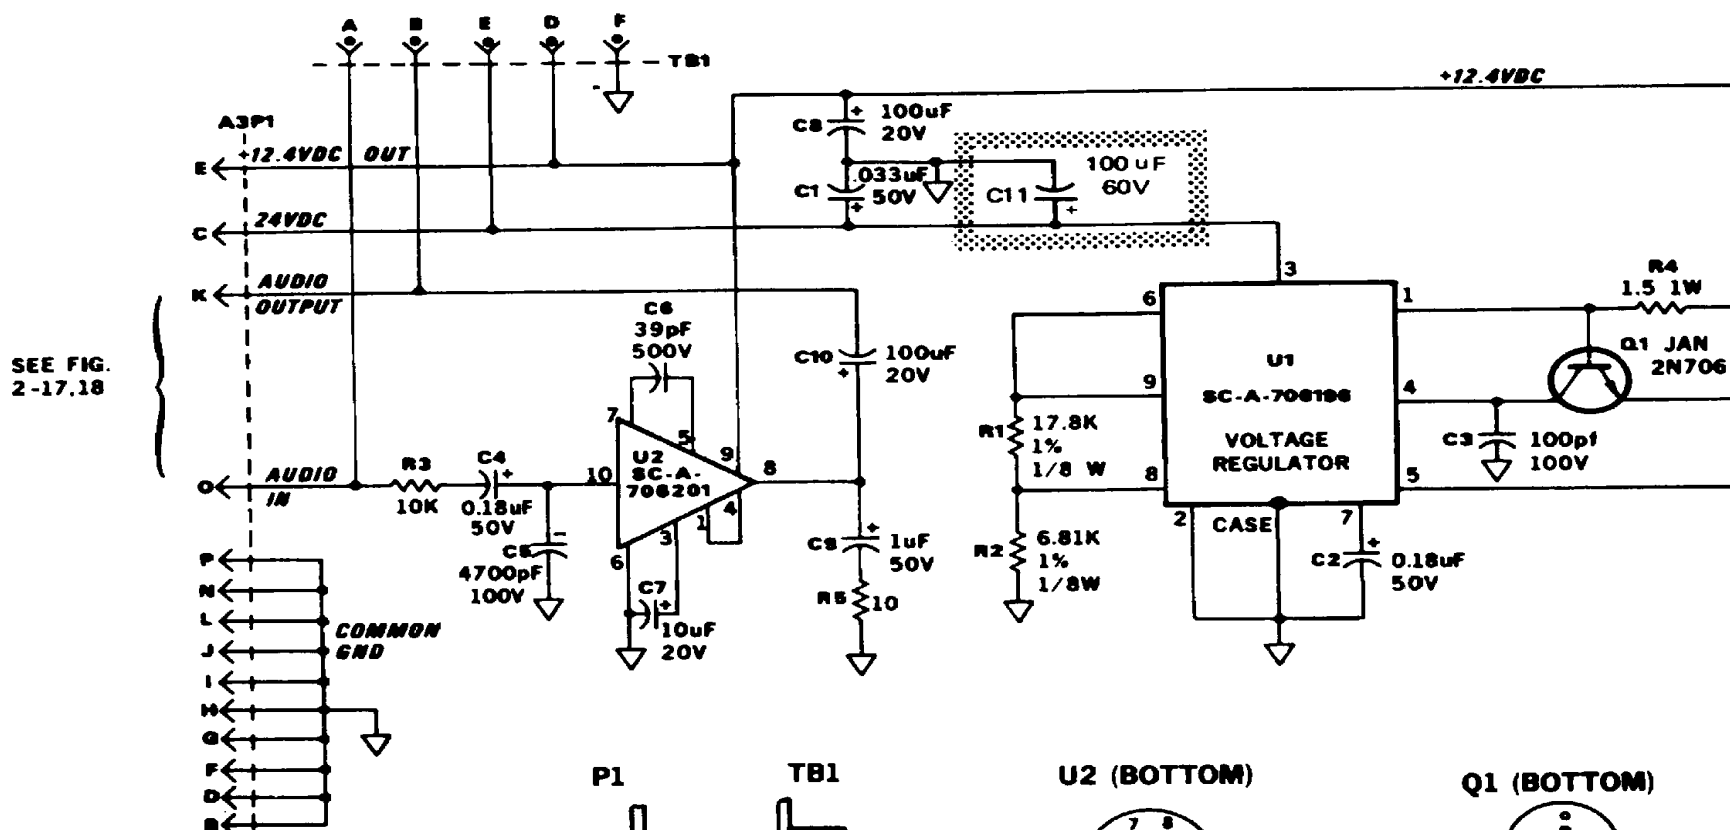 A B E D F
TB1
+12.4VDC
A3P1
E +12.4VDC OUT
C8 + 100uF
20V
C1 .033uF
50V
+
C11 100uF
60V
+
C 24VDC
K AUDIO
OUTPUT
SEE FIG.
2-17,18
C6
39pF
500V
C10 100uF
+ 20V
3
6 1
9 4
8 5
2 CASE 7
U1
SC-A-706196
VOLTAGE
REGULATOR
R4
1.5 1W
Q1 JAN
2N706
C3 100pf
100V
R1 17.8K
1%
1/8 W
R2 6.81K
1%
1/8W
C2 + 0.18uF
50V
O AUDIO
IN
R3
10K
C4
+
0.18uF
50V
C5
4700pF
100V
7 5 9 8
10 U2
SC-A-
706201
6 3 1 4
C7
+
10uF
20V
C9 + 1uF
50V
R5 10
P
N
L
J
I
H
G
F
D
B
COMMON
GND
P1
TB1
U2 (BOTTOM)
7 8
Q1 (BOTTOM)